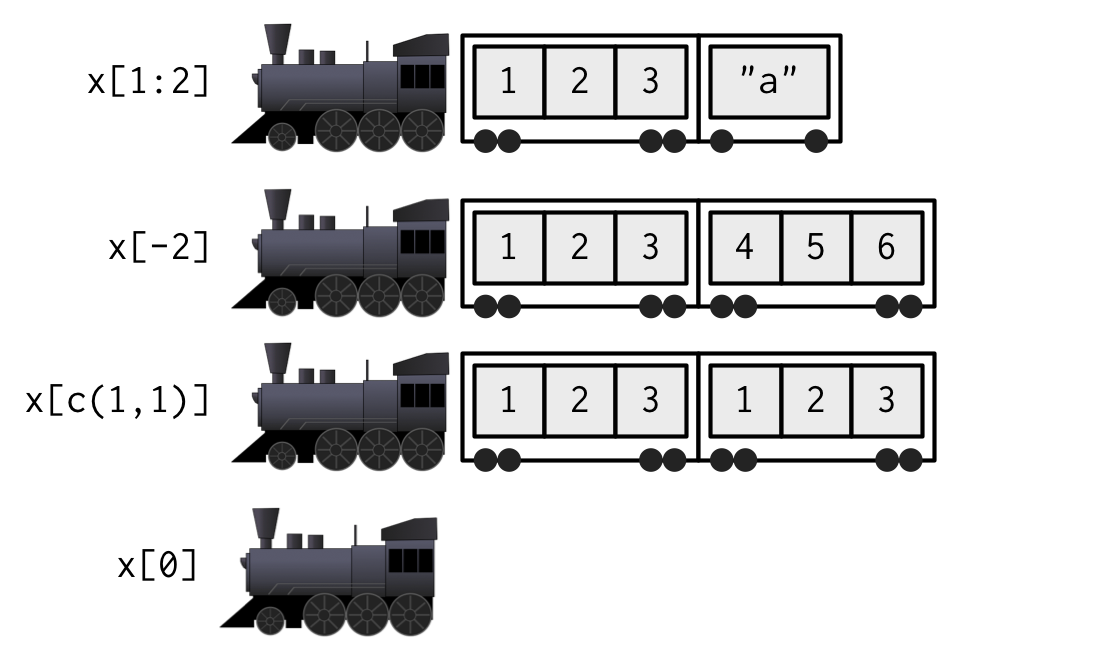 x[1:2] 1 2 3 "a"
x[-2] 1 2 3 4 5 6
x[c(1,1)] 1 2 3 1 2 3
x[0]